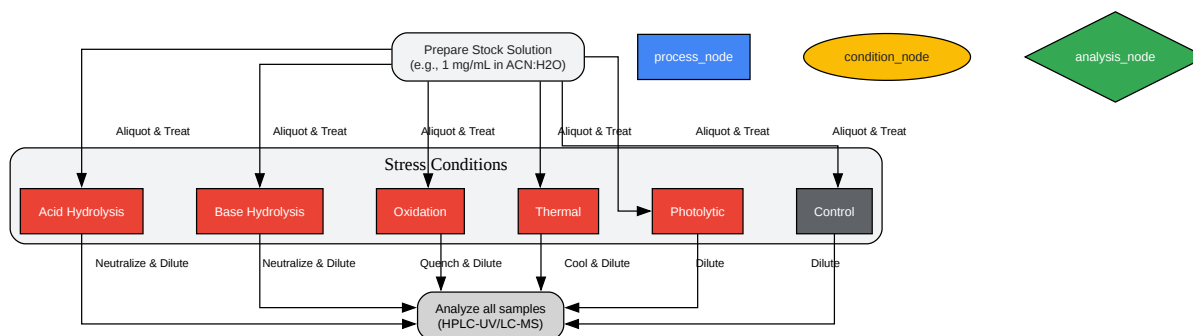 Prepare Stock Solution
(e.g., 1 mg/mL in ACN:H2O)
process_node
condition_node
analysis_node
Aliquot & Treat
Aliquot & Treat
Aliquot & Treat
Aliquot & Treat
Aliquot & Treat
Aliquot & Treat
Stress Conditions
Acid Hydrolysis
Base Hydrolysis
Oxidation
Thermal
Photolytic
Control
Neutralize & Dilute
Neutralize & Dilute
Quench & Dilute
Cool & Dilute
Dilute
Dilute
Analyze all samples
(HPLC-UV/LC-MS)